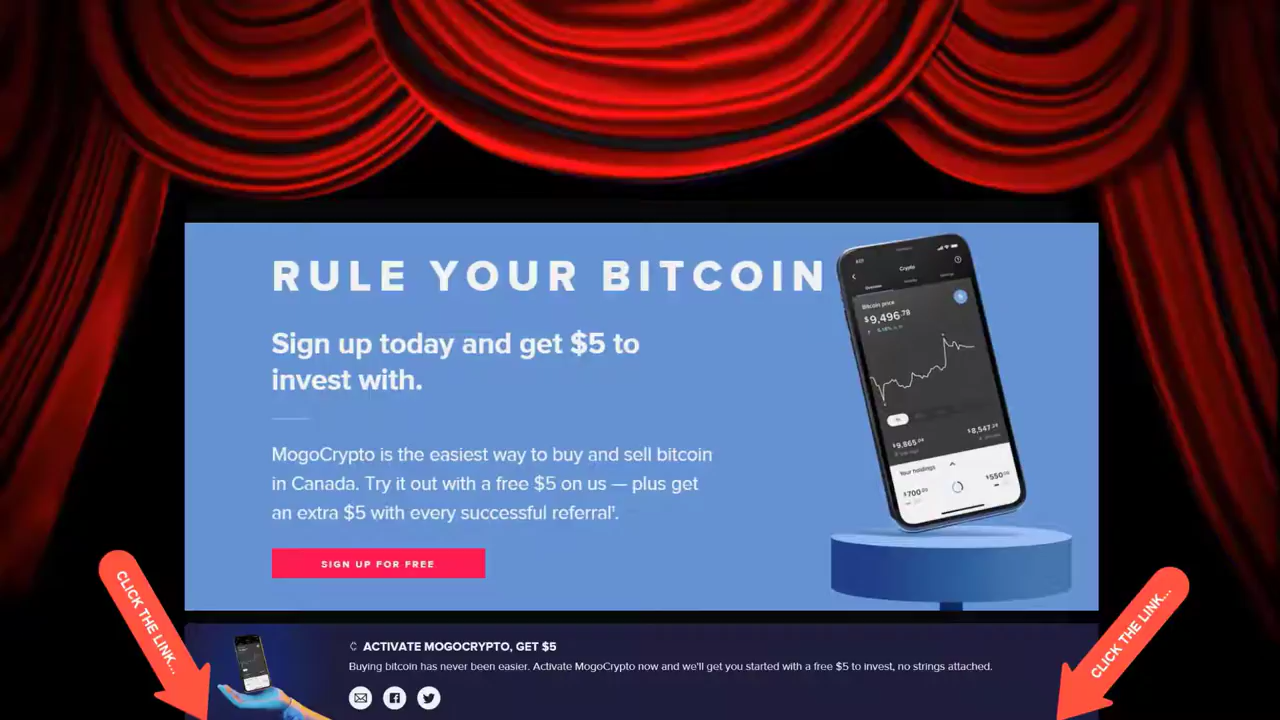 RULE YOUR BITCOIN
Sign up today and get $5 to
invest with.
MogoCrypto is the easiest way to buy and sell bitcoin
in Canada. Try it out with a free $5 on us — plus get
an extra $5 with every successful referral¹.
SIGN UP FOR FREE
Crypto
Bitcoin price
$9,496.78
$9,865
$8,547
Your holdings
$700
$550
CLICK THE LINK...
CLICK THE LINK...
ACTIVATE MOGOCRYPTO, GET $5
Buying bitcoin has never been easier. Activate MogoCrypto now and we'll get you started with a free $5 to invest, no strings attached.